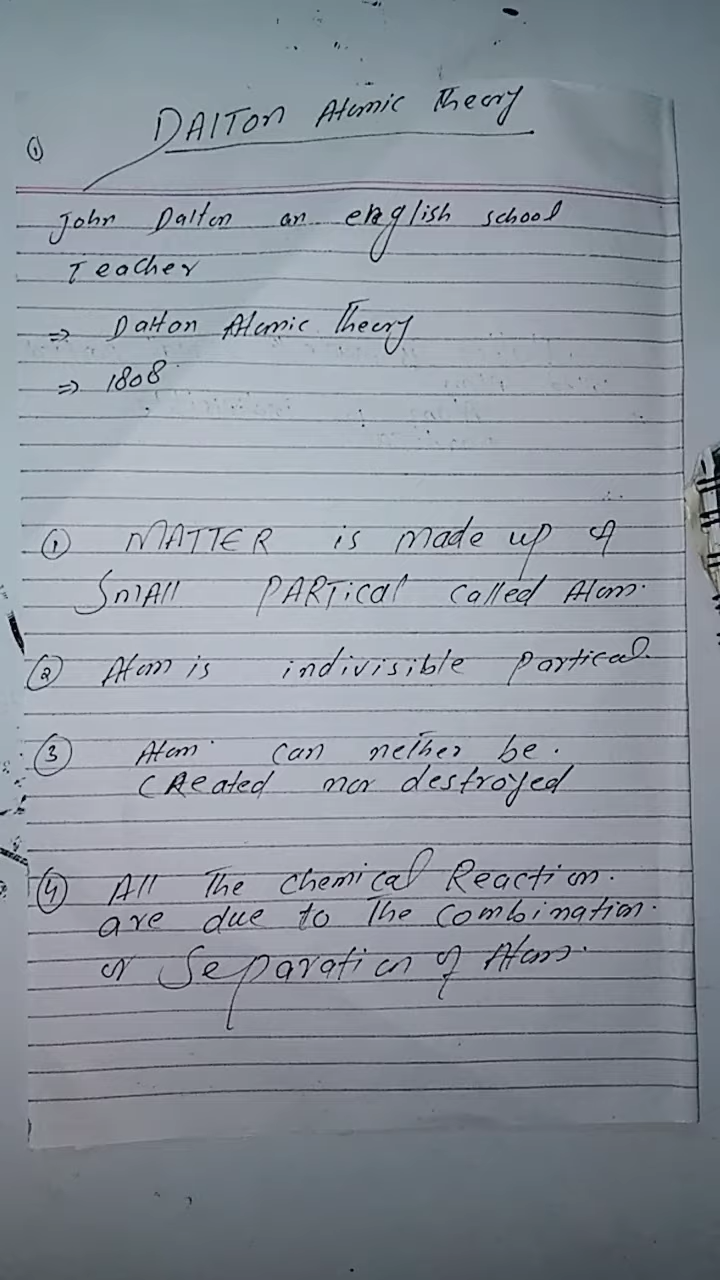 DALTON Atomic Theory
①
John Dalton an english school
Teacher
⇒ Dalton Atomic Theory
⇒ 1808
① MATTER is made up of
SmAll PARTical called Atom.
② Atom is indivisible partical.
③ Atom can nether be.
CReated nor destroyed
④ All The chemical Reaction.
are due to The combination.
or Separation of Atom.